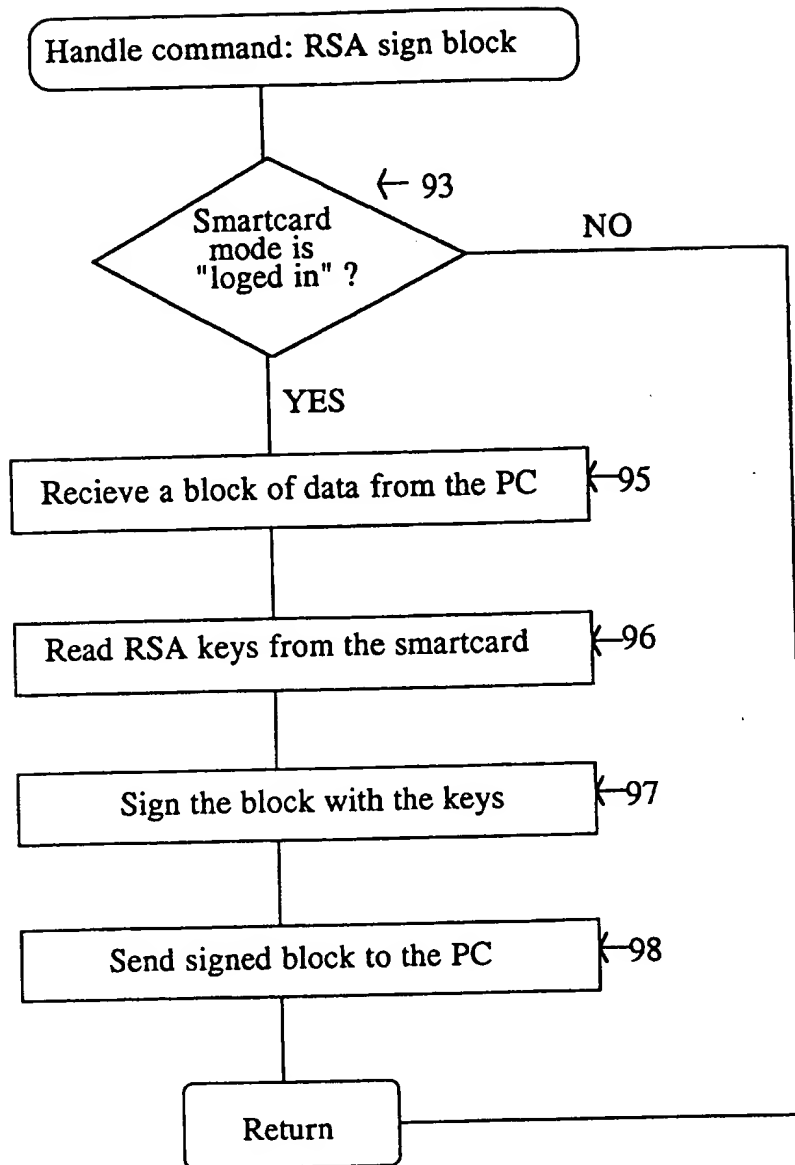 Handle command: RSA sign block
← 93
Smartcard
mode is
"loged in" ?
NO
YES
Recieve a block of data from the PC
←95
Read RSA keys from the smartcard
←96
Sign the block with the keys
←97
Send signed block to the PC
←98
Return